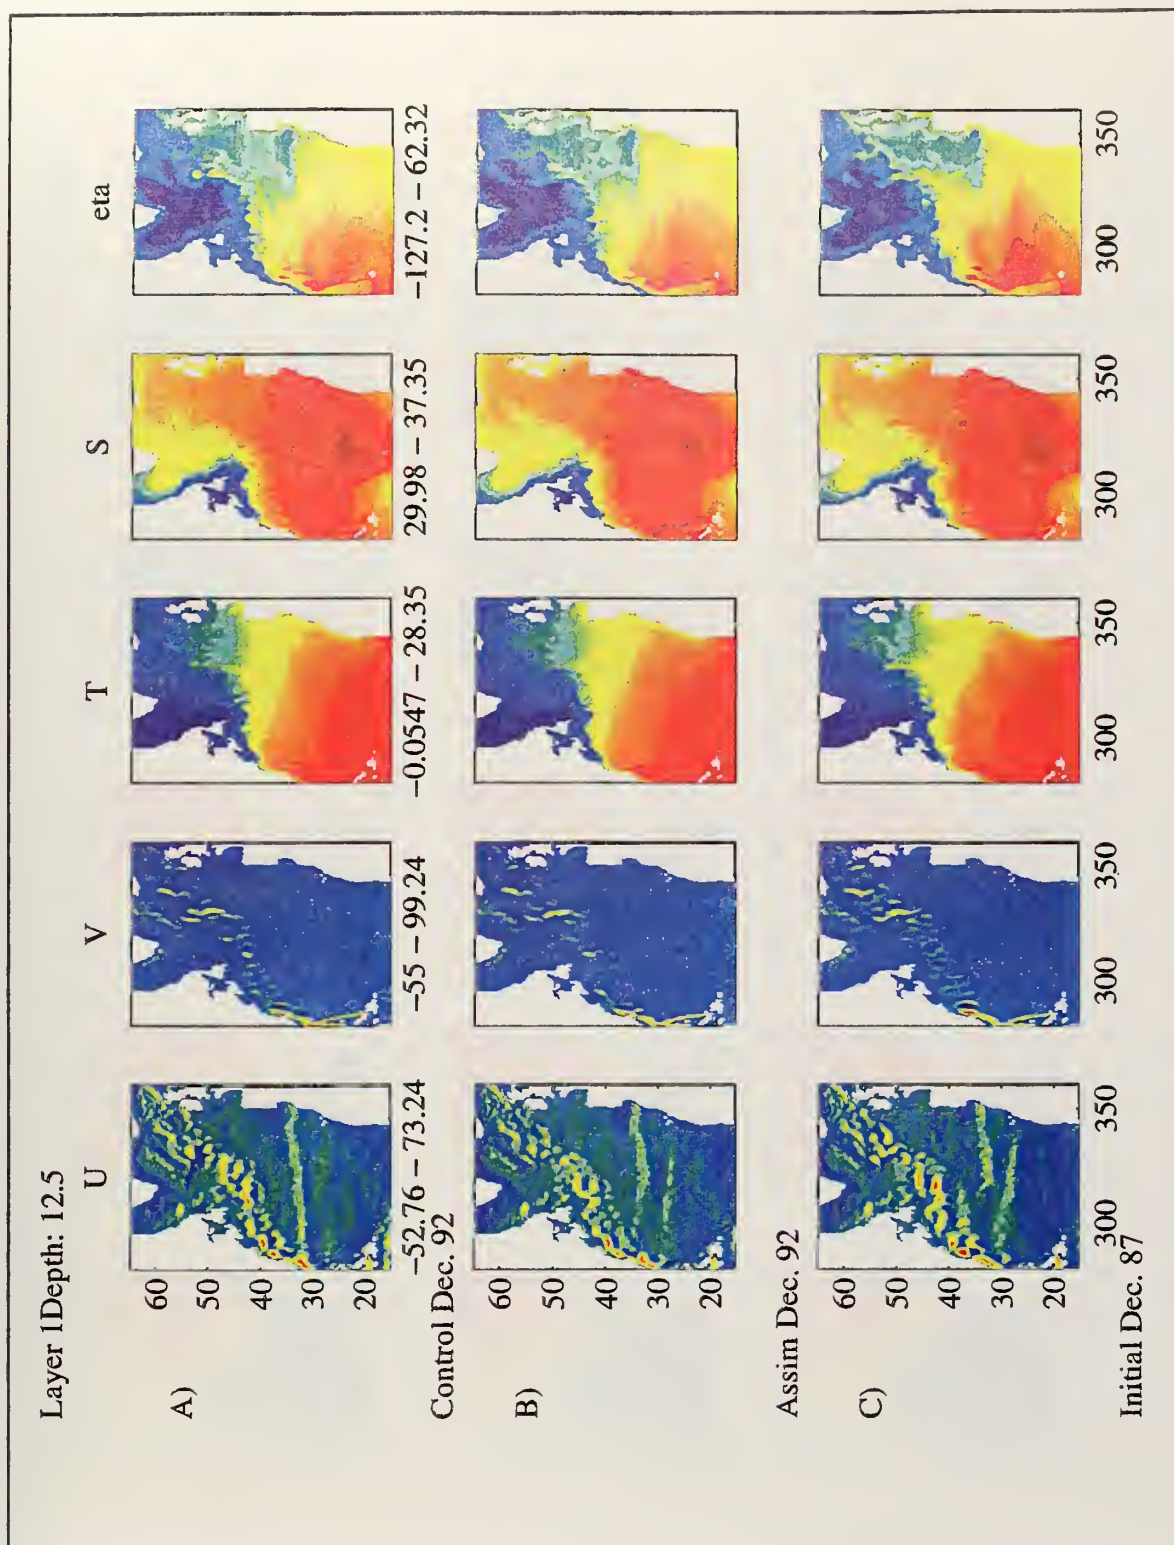 Layer 1Depth: 12.5
U V T S eta
A)
60
50
40
30
20
−52.76 − 73.24 −55 − 99.24 −0.0547 − 28.35 29.98 − 37.35 −127.2 − 62.32
Control Dec. 92
B)
60
50
40
30
20
Assim Dec. 92
C)
60
50
40
30
20
300 350 300 350 300 350 300 350 300 350
Initial Dec. 87